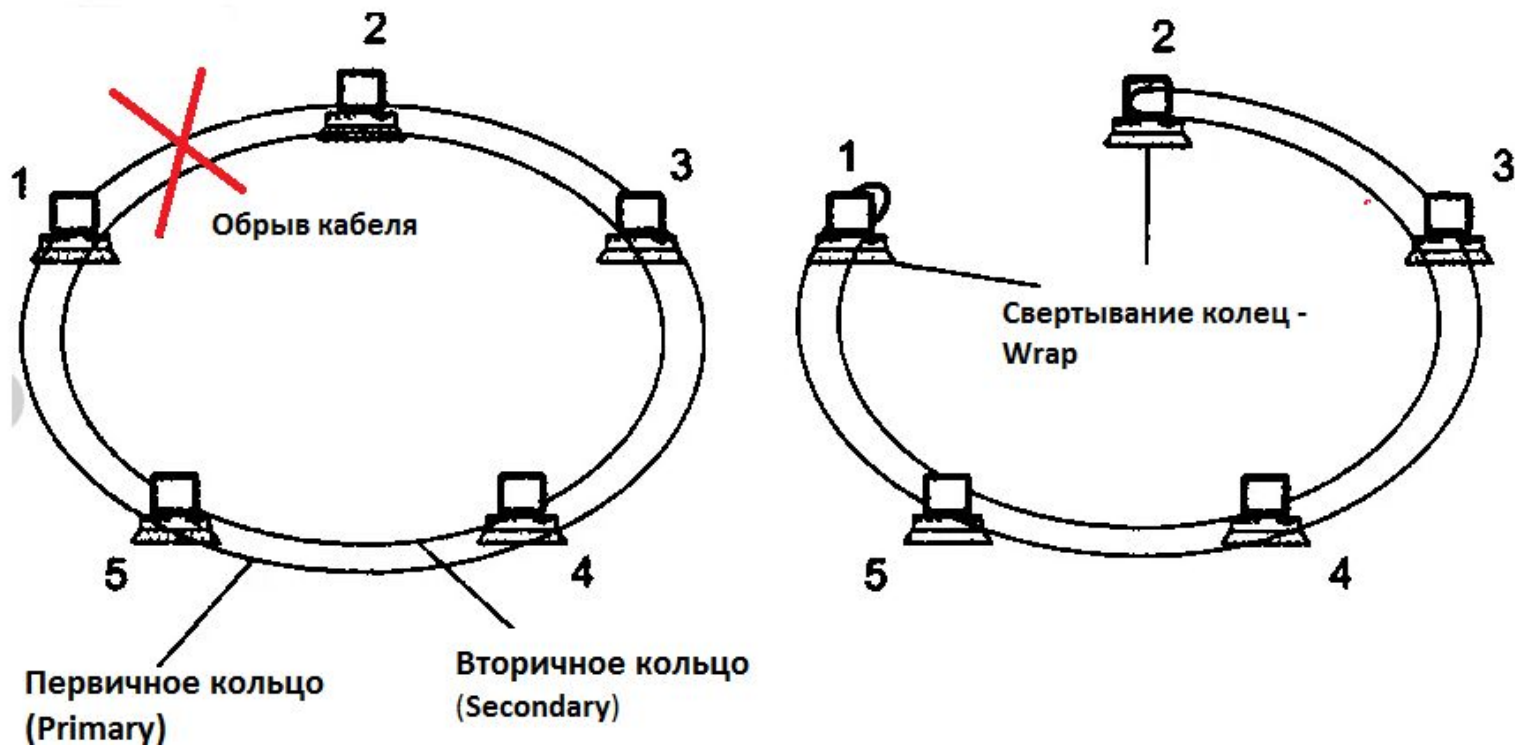 2
1
3
Обрыв кабеля
5
4
Первичное кольцо
(Primary)
Вторичное кольцо
(Secondary)
2
1
3
Свертывание колец -
Wrap
5
4